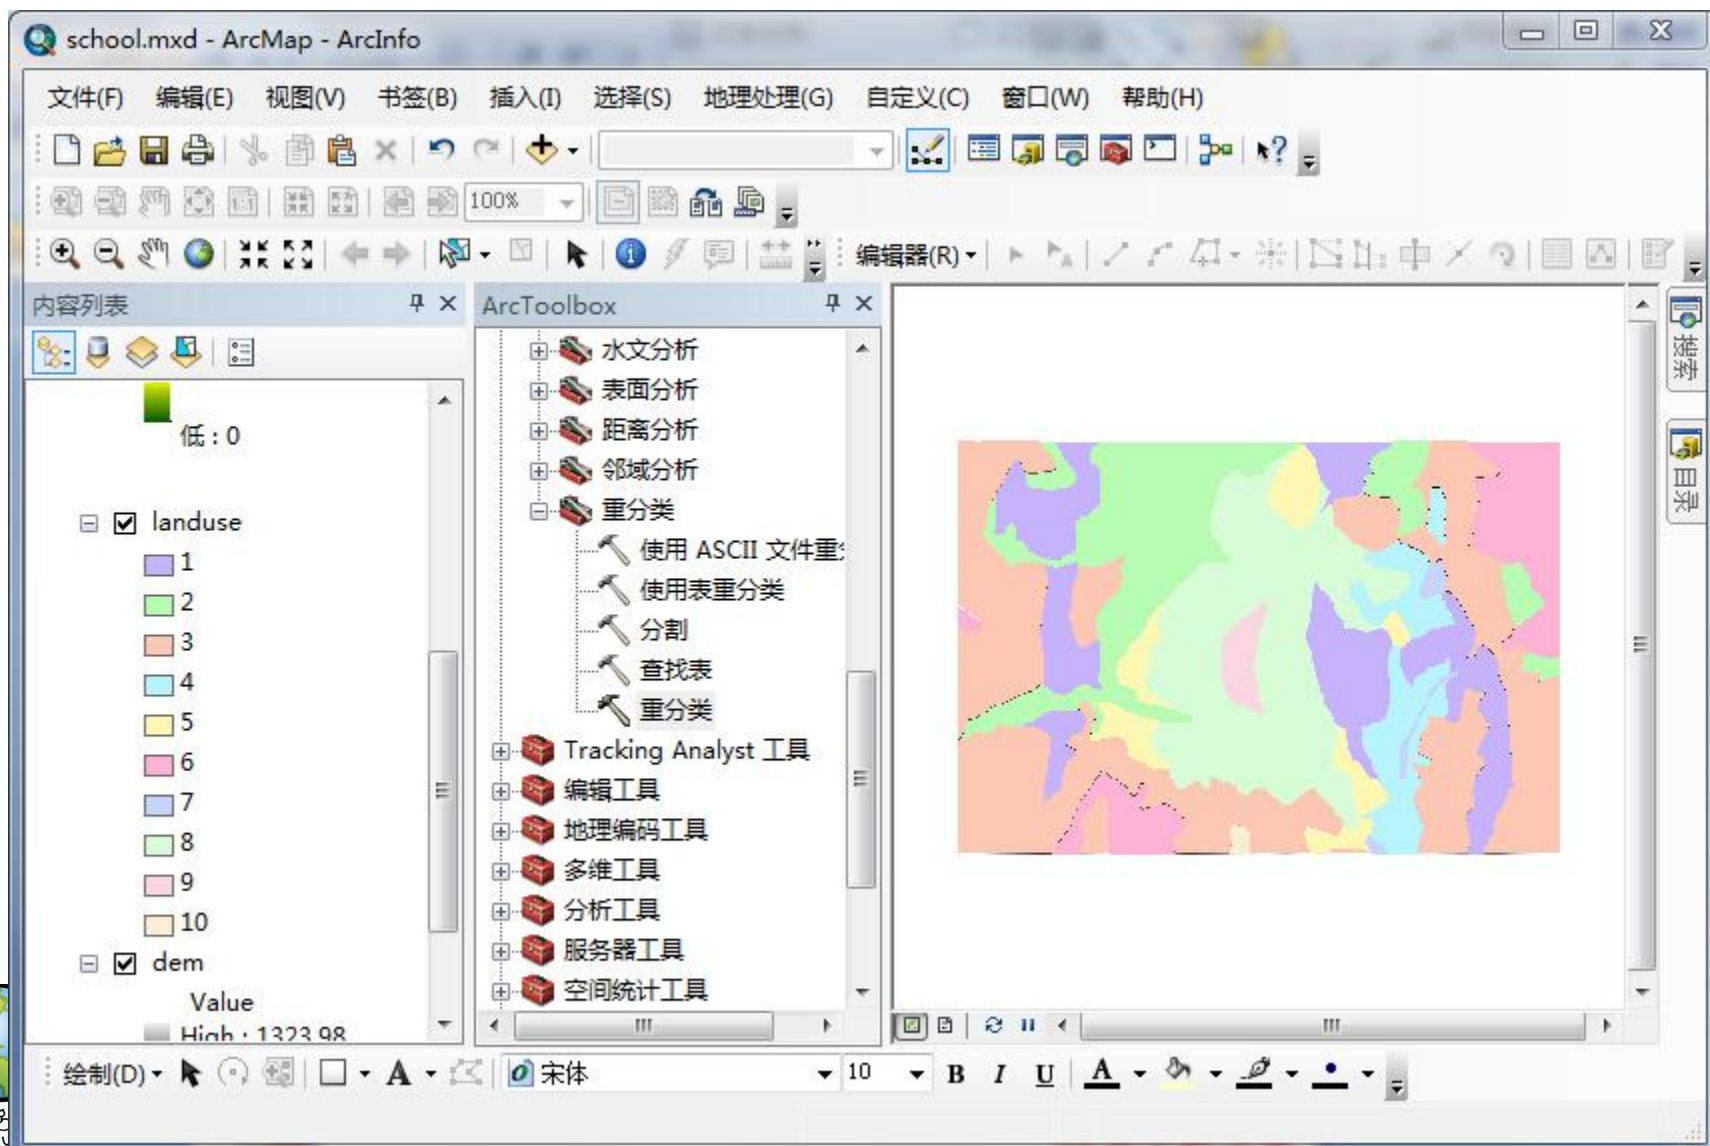 school.mxd - ArcMap - ArcInfo
文件(F) 编辑(E) 视图(V) 书签(B) 插入(I) 选择(S) 地理处理(G) 自定义(C) 窗口(W) 帮助(H)
100%
编辑器(R)
内容列表
低 : 0
landuse
1
2
3
4
5
6
7
8
9
10
dem
Value
High : 1323.98
ArcToolbox
水文分析
表面分析
距离分析
邻域分析
重分类
使用 ASCII 文件重分
使用表重分类
分割
查找表
重分类
Tracking Analyst 工具
编辑工具
地理编码工具
多维工具
分析工具
服务器工具
空间统计工具
搜索
目录
绘制(D) A 宋体 10 B I U A